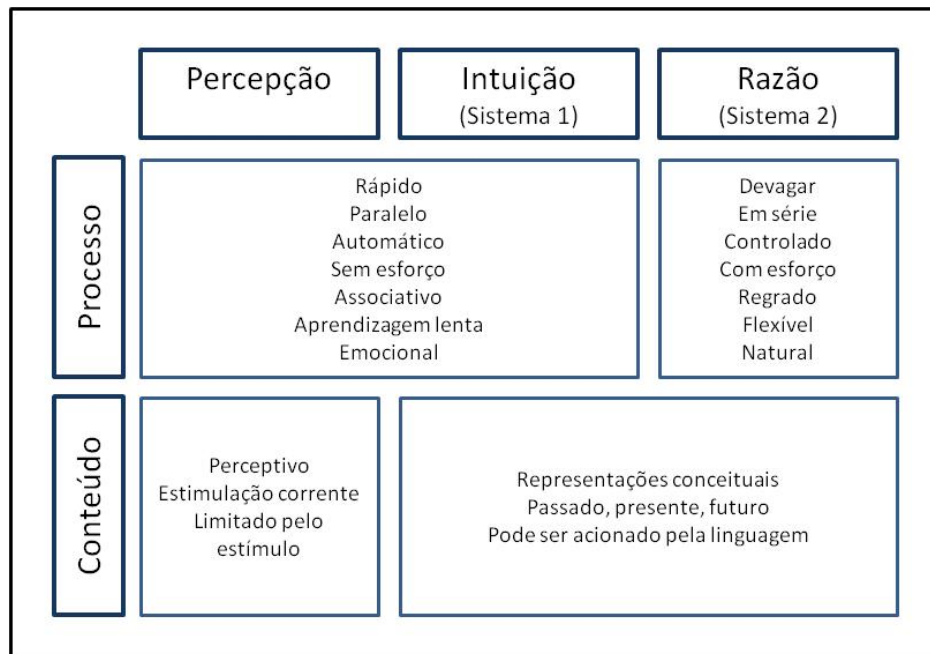 Percepção
Intuição
(Sistema 1)
Razão
(Sistema 2)
Processo
Rápido
Paralelo
Automático
Sem esforço
Associativo
Aprendizagem lenta
Emocional
Devagar
Em série
Controlado
Com esforço
Regrado
Flexível
Natural
Conteúdo
Perceptivo
Estimulação corrente
Limitado pelo
estímulo
Representações conceituais
Passado, presente, futuro
Pode ser acionado pela linguagem